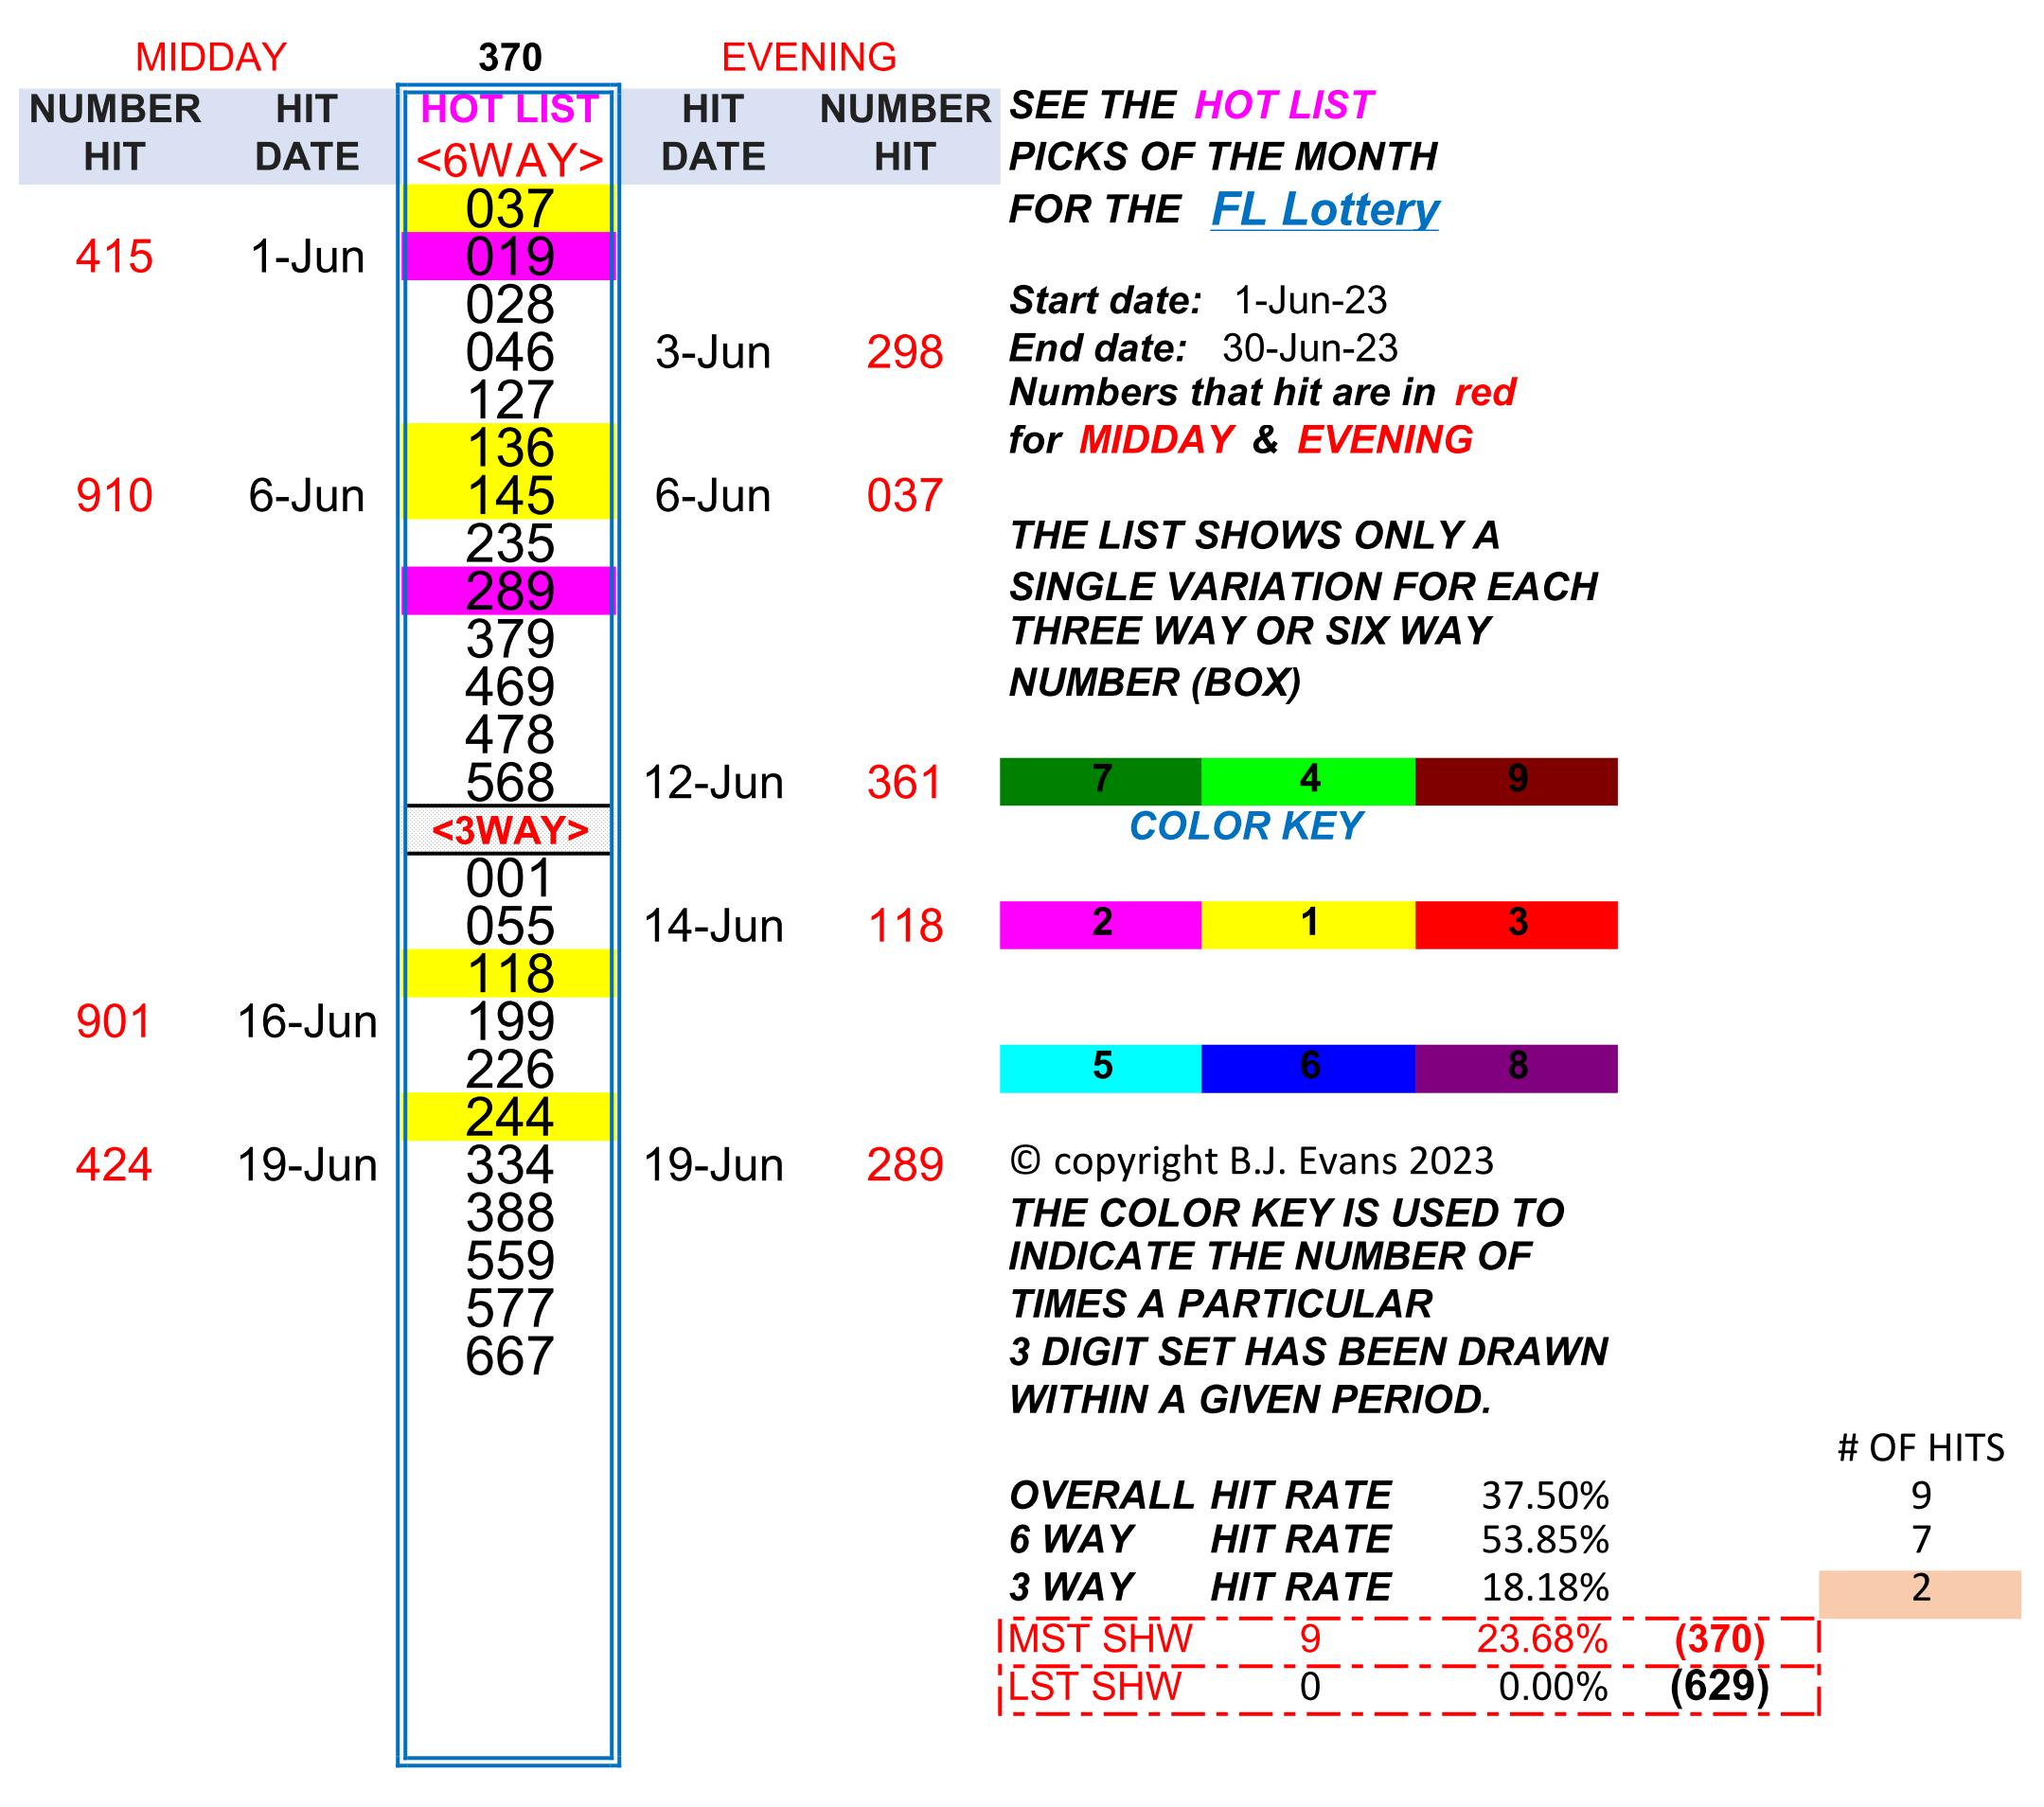 MIDDAY 370 EVENING
NUMBER HIT HOT LIST HIT NUMBER SEE THE HOT LIST
HIT DATE <6WAY> DATE HIT PICKS OF THE MONTH
037 FOR THE FL Lottery
415 1-Jun 019
028 Start date: 1-Jun-23
046 3-Jun 298 End date: 30-Jun-23
127 Numbers that hit are in red
136 for MIDDAY & EVENING
910 6-Jun 145 6-Jun 037
235 THE LIST SHOWS ONLY A
289 SINGLE VARIATION FOR EACH
379 THREE WAY OR SIX WAY
469 NUMBER (BOX)
478
568 12-Jun 361 7 4 9
<3WAY> COLOR KEY
001
055 14-Jun 118 2 1 3
118
901 16-Jun 199
226 5 6 8
244
424 19-Jun 334 19-Jun 289 © copyright B.J. Evans 2023
388 THE COLOR KEY IS USED TO
559 INDICATE THE NUMBER OF
577 TIMES A PARTICULAR
667 3 DIGIT SET HAS BEEN DRAWN
WITHIN A GIVEN PERIOD.
# OF HITS
OVERALL HIT RATE 37.50% 9
6 WAY HIT RATE 53.85% 7
3 WAY HIT RATE 18.18% 2
MST SHW 9 23.68% (370)
LST SHW 0 0.00% (629)